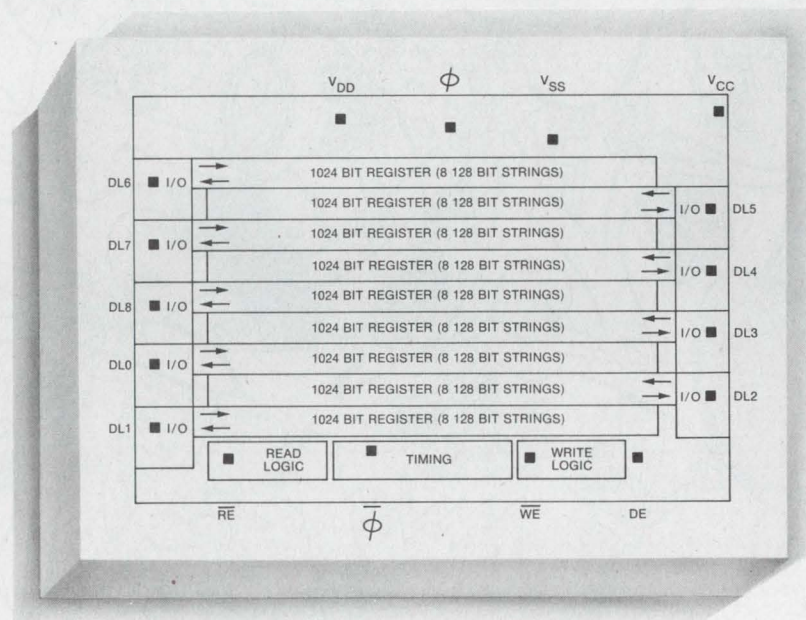 V_DD ϕ V_SS V_CC
1024 BIT REGISTER (8 128 BIT STRINGS)
DL6 I/O
1024 BIT REGISTER (8 128 BIT STRINGS)
I/O DL5
1024 BIT REGISTER (8 128 BIT STRINGS)
DL7 I/O
1024 BIT REGISTER (8 128 BIT STRINGS)
I/O DL4
1024 BIT REGISTER (8 128 BIT STRINGS)
DL8 I/O
1024 BIT REGISTER (8 128 BIT STRINGS)
I/O DL3
1024 BIT REGISTER (8 128 BIT STRINGS)
DL0 I/O
1024 BIT REGISTER (8 128 BIT STRINGS)
I/O DL2
1024 BIT REGISTER (8 128 BIT STRINGS)
DL1 I/O
READ
LOGIC
TIMING
WRITE
LOGIC
R̅E̅ ϕ̅ W̅E̅ DE